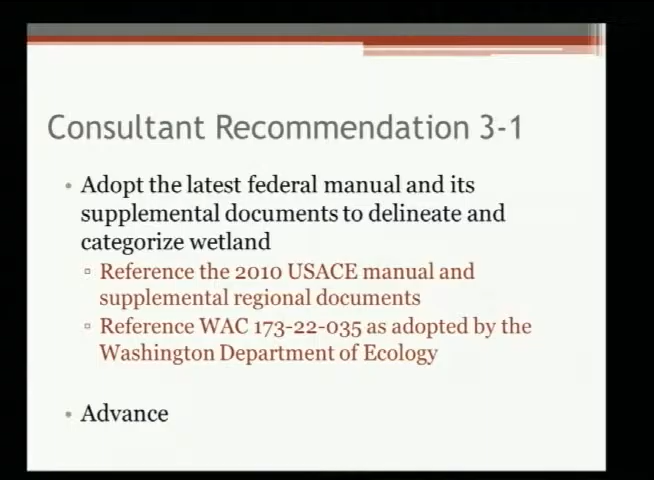 Consultant Recommendation 3-1
• Adopt the latest federal manual and its
supplemental documents to delineate and
categorize wetland
▫ Reference the 2010 USACE manual and
supplemental regional documents
▫ Reference WAC 173-22-035 as adopted by the
Washington Department of Ecology
• Advance